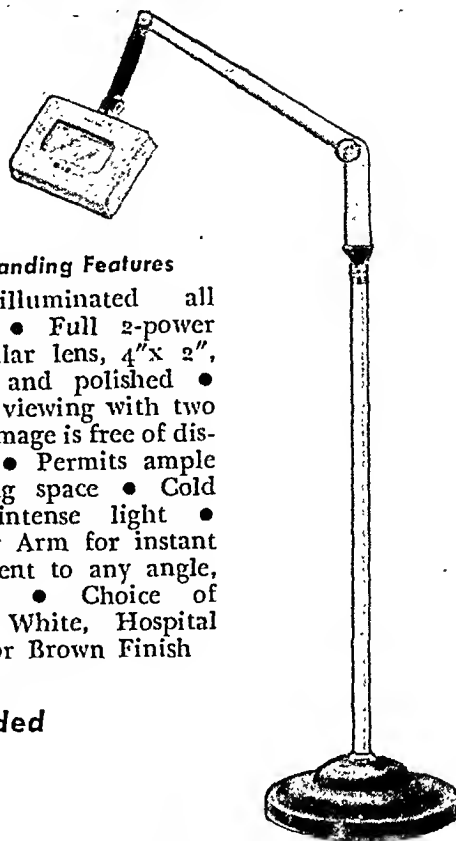 anding Features
illuminated all
● Full 2-power
lar lens, 4"x 2",
and polished ●
viewing with two
mage is free of dis-
● Permits ample
g space ● Cold
intense light ●
Arm for instant
ent to any angle,
● Choice of
White, Hospital
or Brown Finish
ded